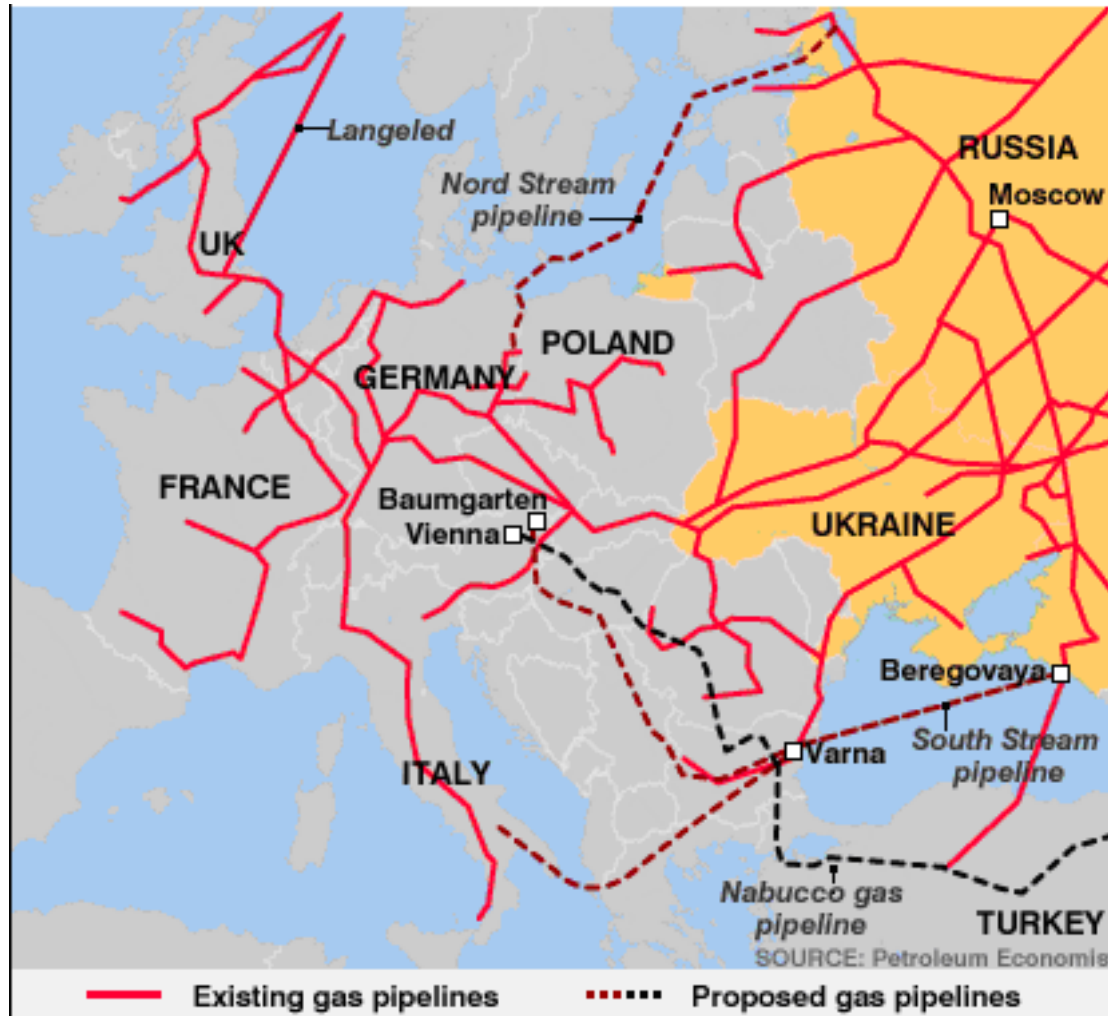 Langeled
RUSSIA
Nord Stream
pipeline
Moscow
UK
POLAND
GERMANY
FRANCE
Baumgarten
Vienna
UKRAINE
Beregovaya
South Stream
pipeline
Varna
ITALY
Nabucco gas
pipeline
TURKEY
SOURCE: Petroleum Economis
Existing gas pipelines
Proposed gas pipelines